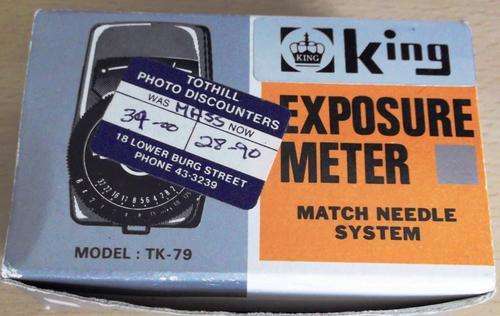 KING
King
EXPOSURE
METER
MATCH NEEDLE
SYSTEM
TOTHILL
PHOTO DISCOUNTERS
WAS NOW
34-00 28-90
18 LOWER BURG STREET
PHONE 43-3239
MODEL : TK-79